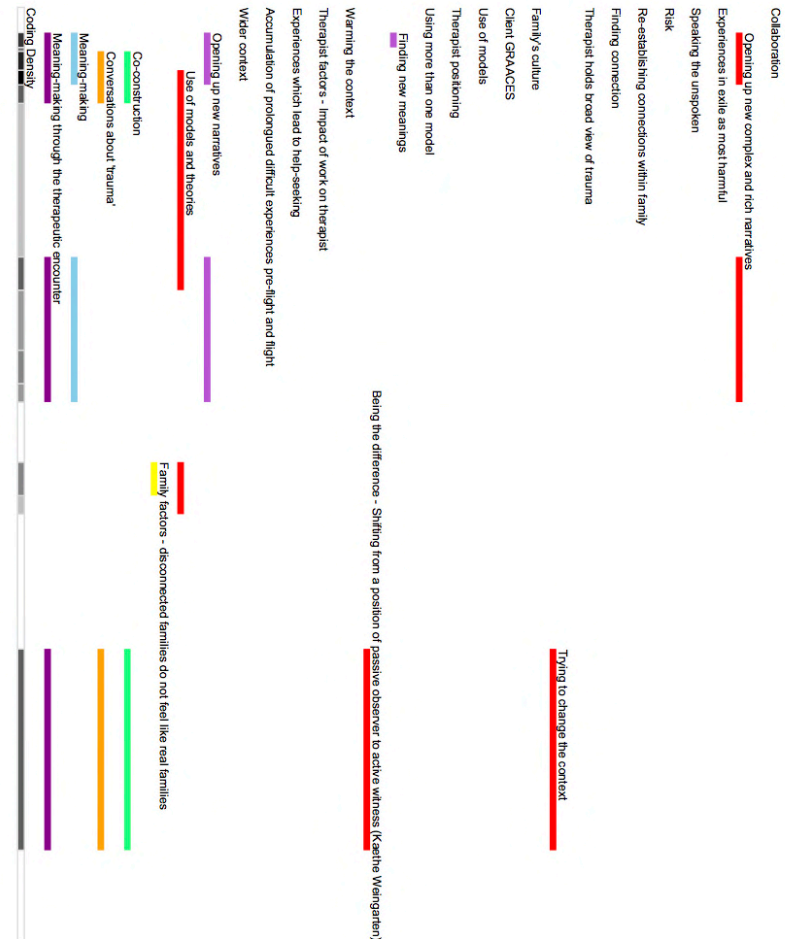 Collaboration
Opening up new complex and rich narratives
Experiences in exile as most harmful
Speaking the unspoken
Risk
Re-establishing connections within family
Finding connection
Therapist holds broad view of trauma
Trying to change the context
Family's culture
Client GRAACES
Use of models
Therapist positioning
Using more than one model
Finding new meanings
Being the difference - Shifting from a position of passive observer to active witness (Kaethe Weingarten)
Warming the context
Therapist factors - Impact of work on therapist
Experiences which lead to help-seeking
Accumulation of prolongued difficult experiences pre-flight and flight
Wider context
Opening up new narratives
Use of models and theories
Family factors - disconnected families do not feel like real families
Co-construction
Conversations about 'trauma'
Meaning-making
Meaning-making through the therapeutic encounter
Coding Density